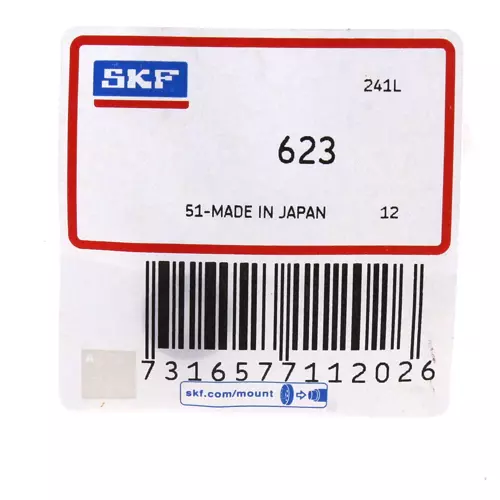 SKF
241L
623
51-MADE IN JAPAN 12
7316577112026
skf.com/mount